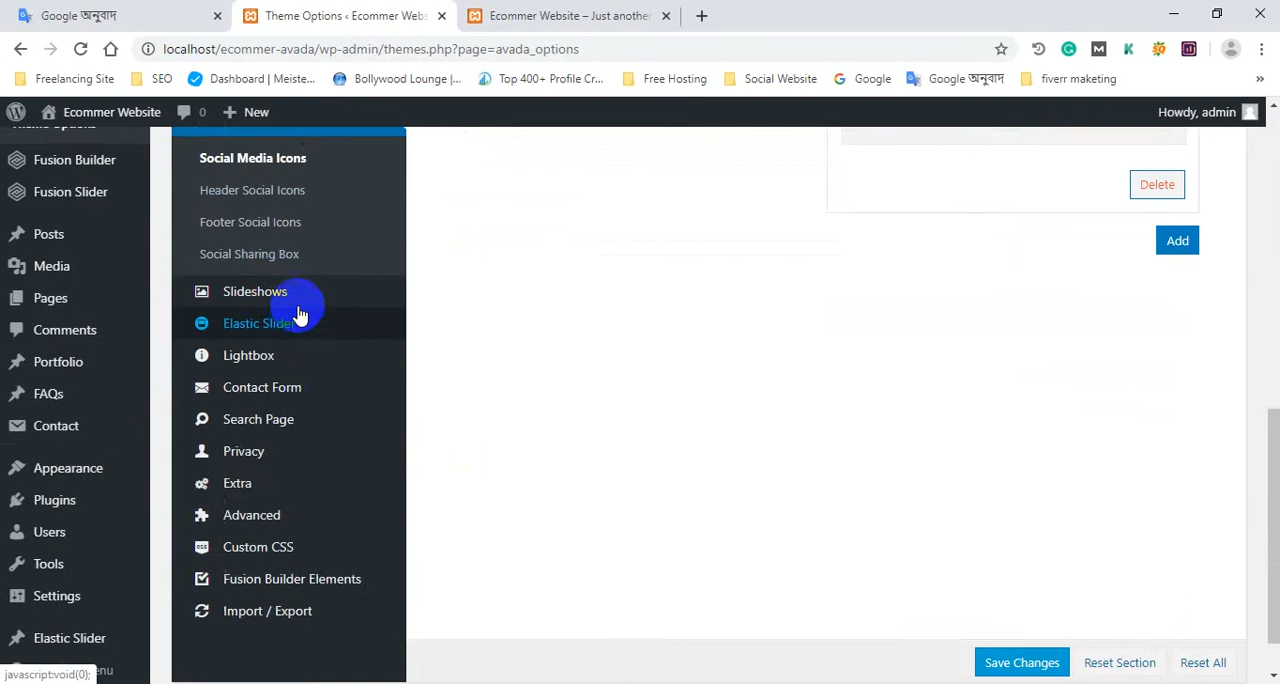 Google অনুবাদ
Theme Options ‹ Ecommer Webs
Ecommer Website – Just another
localhost/ecommer-avada/wp-admin/themes.php?page=avada_options
Freelancing Site
SEO
Dashboard | Meiste...
Bollywood Lounge |...
Top 400+ Profile Cr...
Free Hosting
Social Website
Google
Google অনুবাদ
fiverr maketing
»
Ecommer Website
0
New
Howdy, admin
Fusion Builder
Fusion Slider
Posts
Media
Pages
Comments
Portfolio
FAQs
Contact
Appearance
Plugins
Users
Tools
Settings
Elastic Slider
javascript:void(0);
enu
Social Media Icons
Header Social Icons
Footer Social Icons
Social Sharing Box
Slideshows
Elastic Slider
Lightbox
Contact Form
Search Page
Privacy
Extra
Advanced
Custom CSS
Fusion Builder Elements
Import / Export
Delete
Add
Save Changes
Reset Section
Reset All